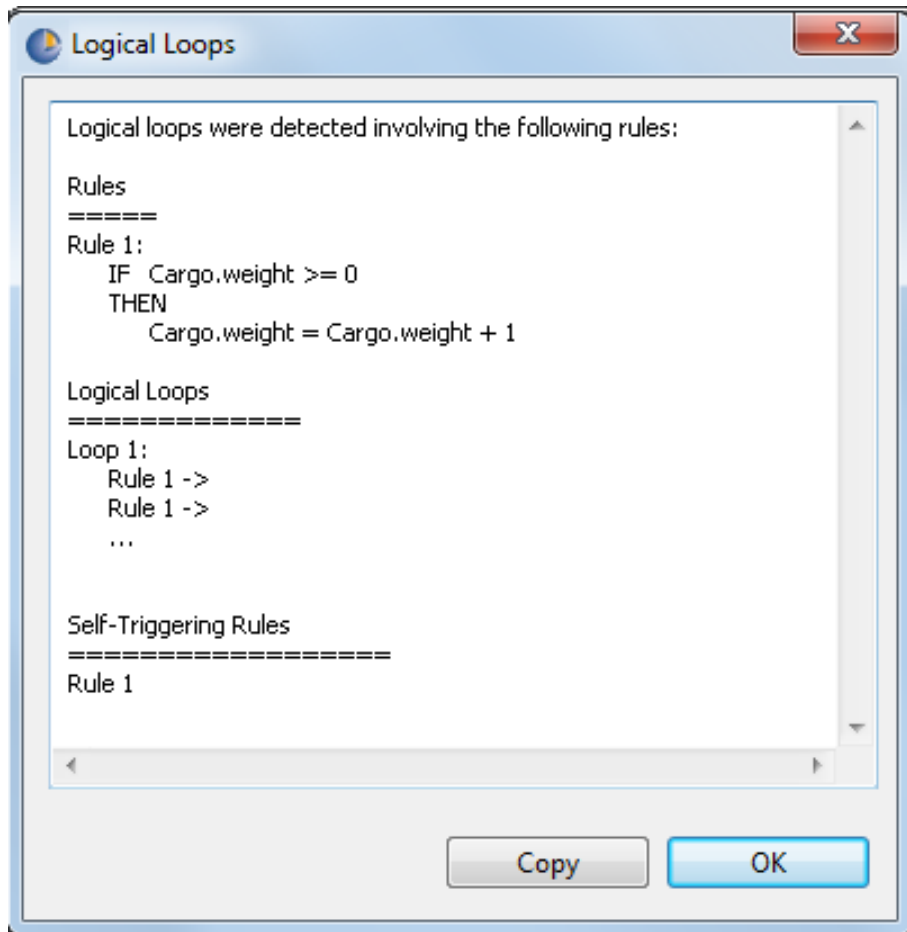 Logical Loops
Logical loops were detected involving the following rules:
Rules
=====
Rule 1:
IF Cargo.weight >= 0
THEN
Cargo.weight = Cargo.weight + 1
Logical Loops
=============
Loop 1:
Rule 1 ->
Rule 1 ->
...
Self-Triggering Rules
==================
Rule 1
Copy OK